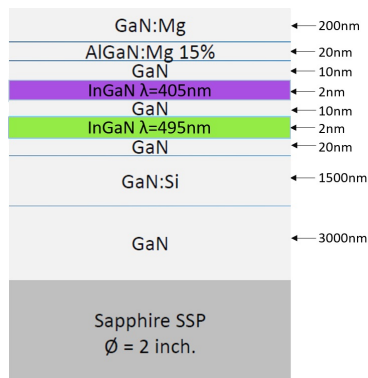 GaN:Mg
200nm
AlGaN:Mg 15%
20nm
GaN
10nm
InGaN λ=405nm
2nm
GaN
10nm
InGaN λ=495nm
2nm
GaN
20nm
GaN:Si
1500nm
GaN
3000nm
Sapphire SSP
Ø = 2 inch.